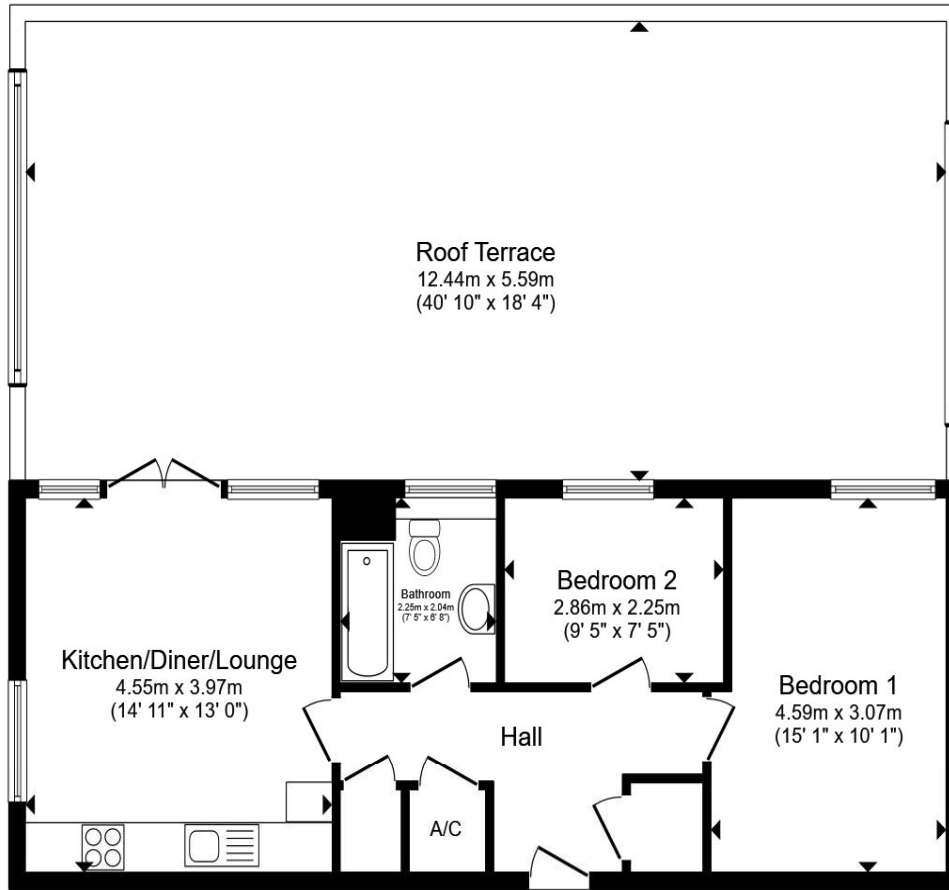 Roof Terrace
12.44m x 5.59m
(40' 10" x 18' 4")
Bathroom
2.25m x 2.04m
(7' 5" x 6' 8")
Bedroom 2
2.86m x 2.25m
(9' 5" x 7' 5")
Kitchen/Diner/Lounge
4.55m x 3.97m
(14' 11" x 13' 0")
Bedroom 1
4.59m x 3.07m
(15' 1" x 10' 1")
Hall
A/C